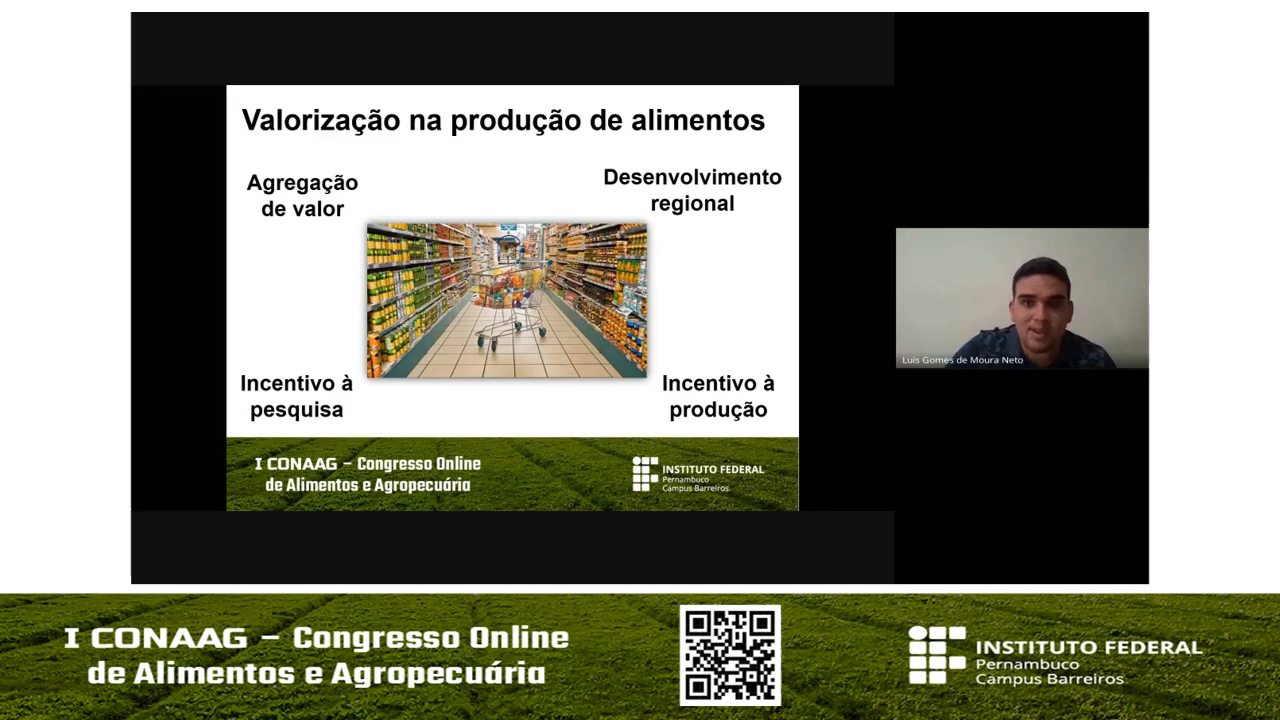 Valorização na produção de alimentos
Agregação
de valor
Desenvolvimento
regional
Incentivo à
pesquisa
Incentivo à
produção
I CONAAG – Congresso Online
de Alimentos e Agropecuária
INSTITUTO FEDERAL
Pernambuco
Campus Barreiros
Luís Gomes de Moura Neto
I CONAAG – Congresso Online
de Alimentos e Agropecuária
INSTITUTO FEDERAL
Pernambuco
Campus Barreiros